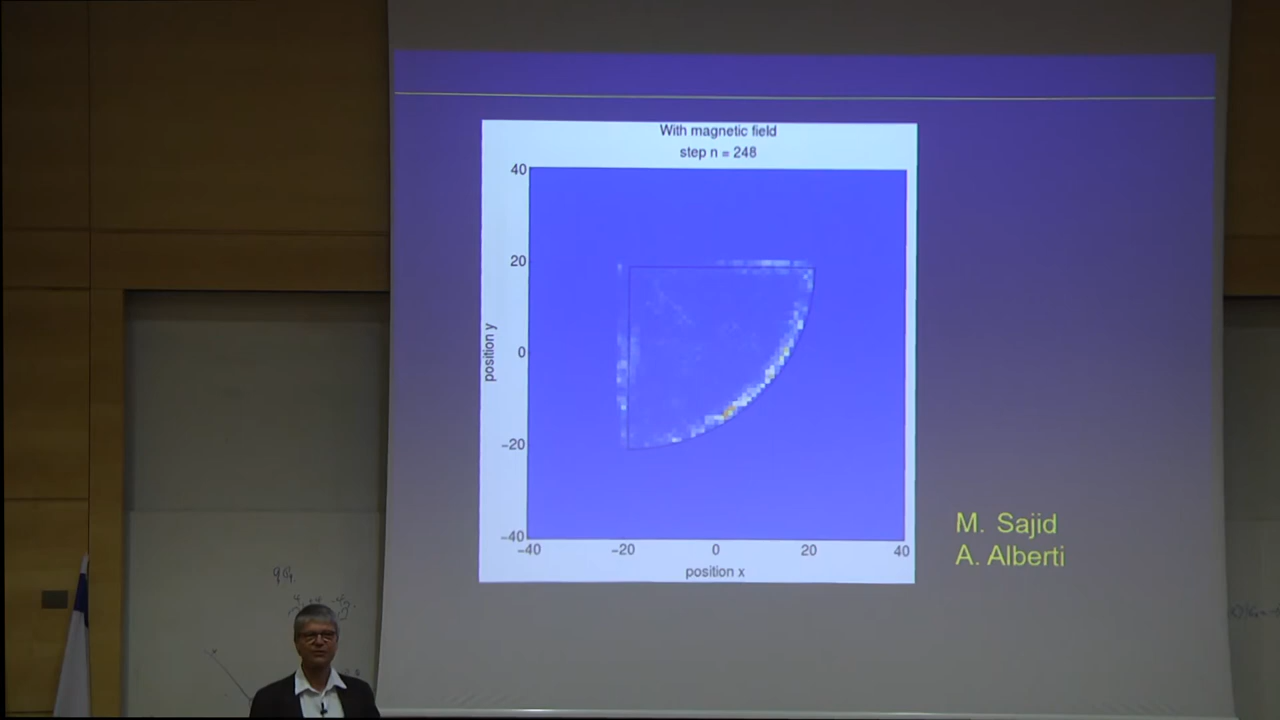 With magnetic field
step n = 248
40
20
0
−20
−40
−40
−20
0
20
40
position y
position x
M. Sajid
A. Alberti